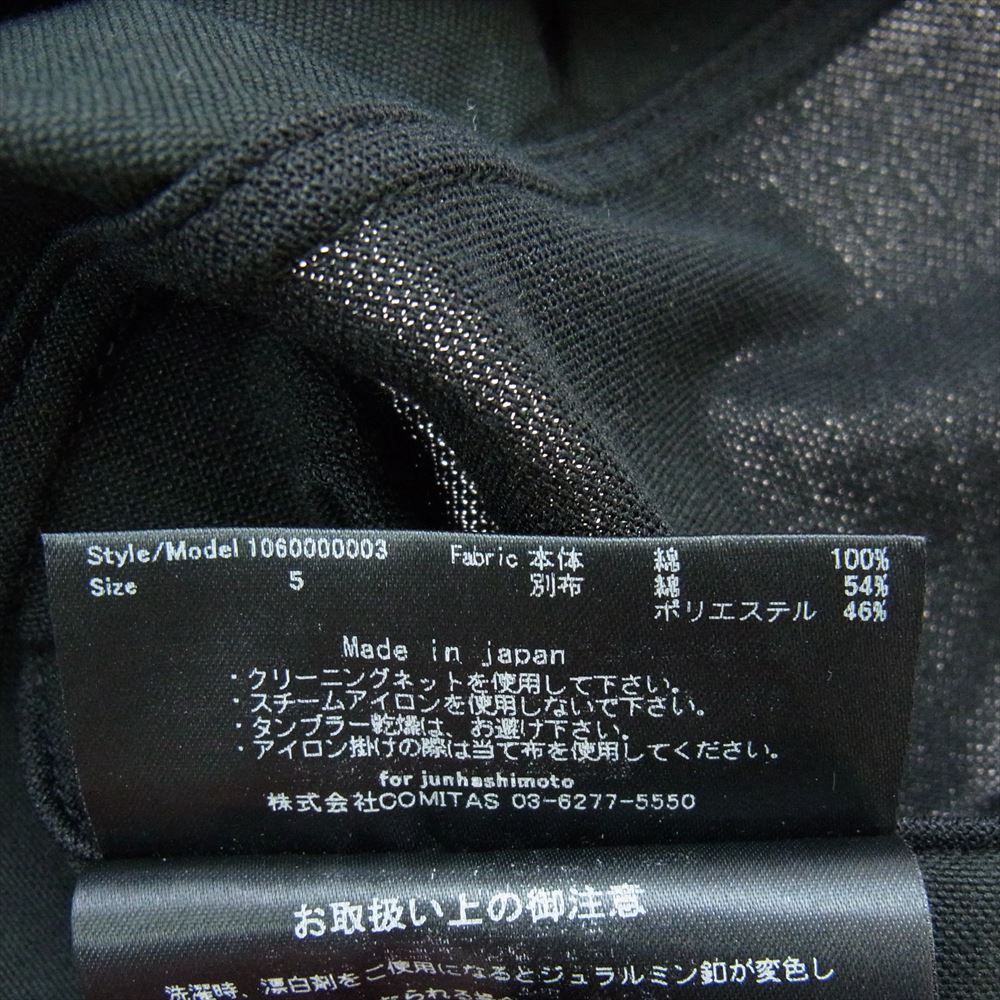 Style/Model 1060000003 Fabric 本体 綿 100%
Size 5 別布 綿 54%
ポリエステル 46%
Made in japan
・クリーニングネットを使用して下さい。
・スチームアイロンを使用しないで下さい。
・タンブラー乾燥は、お避け下さい。
・アイロン掛けの際は当て布を使用してください。
for junhashimoto
株式会社COMITAS 03-6277-5550
お取扱い上の御注意
洗濯時、漂白剤をご使用になるとジュラルミン釦が変色し